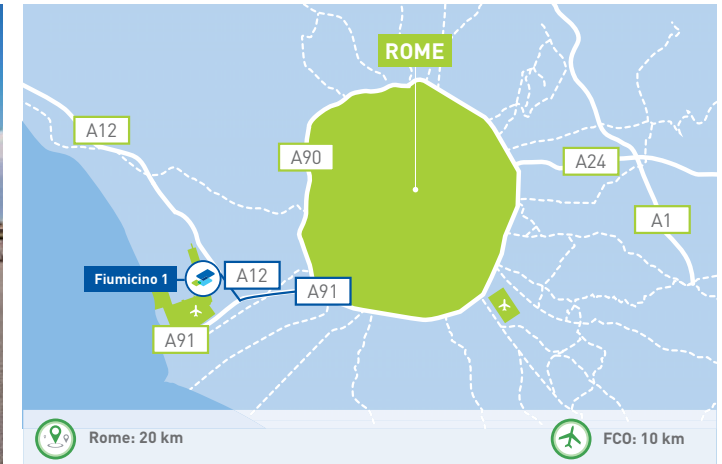 ROME
A12
A90
A24
A1
Fiumicino 1
A12
A91
A91
Rome: 20 km
FCO: 10 km